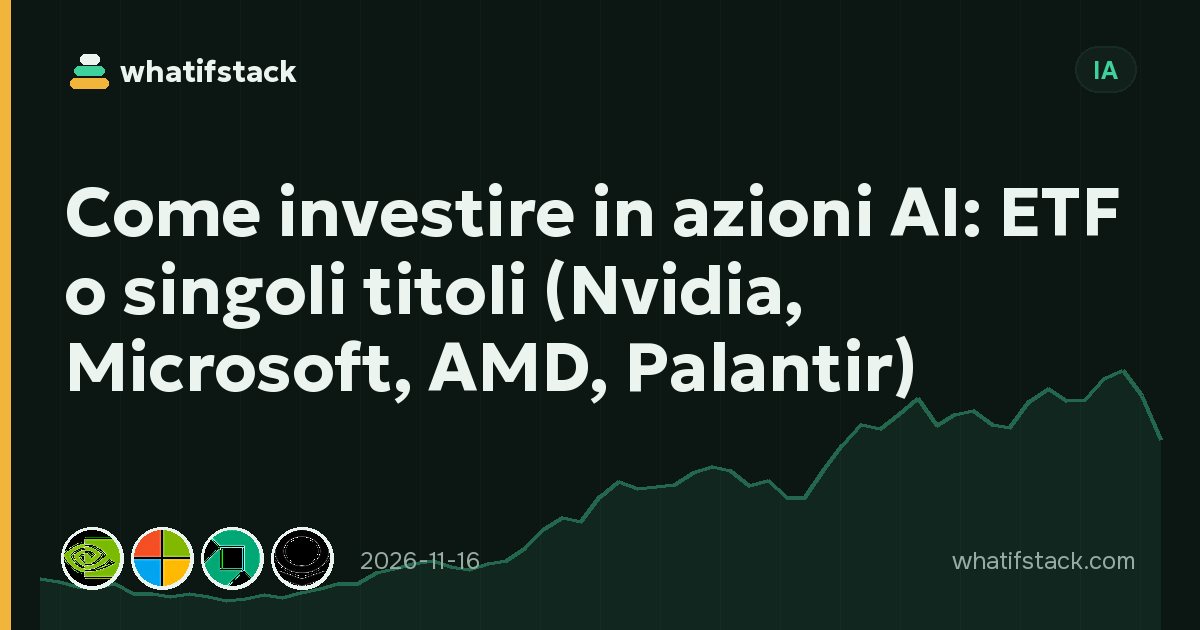 whatifstack
IA
Come investire in azioni AI: ETF
o singoli titoli (Nvidia,
Microsoft, AMD, Palantir)
2026-11-16
whatifstack.com